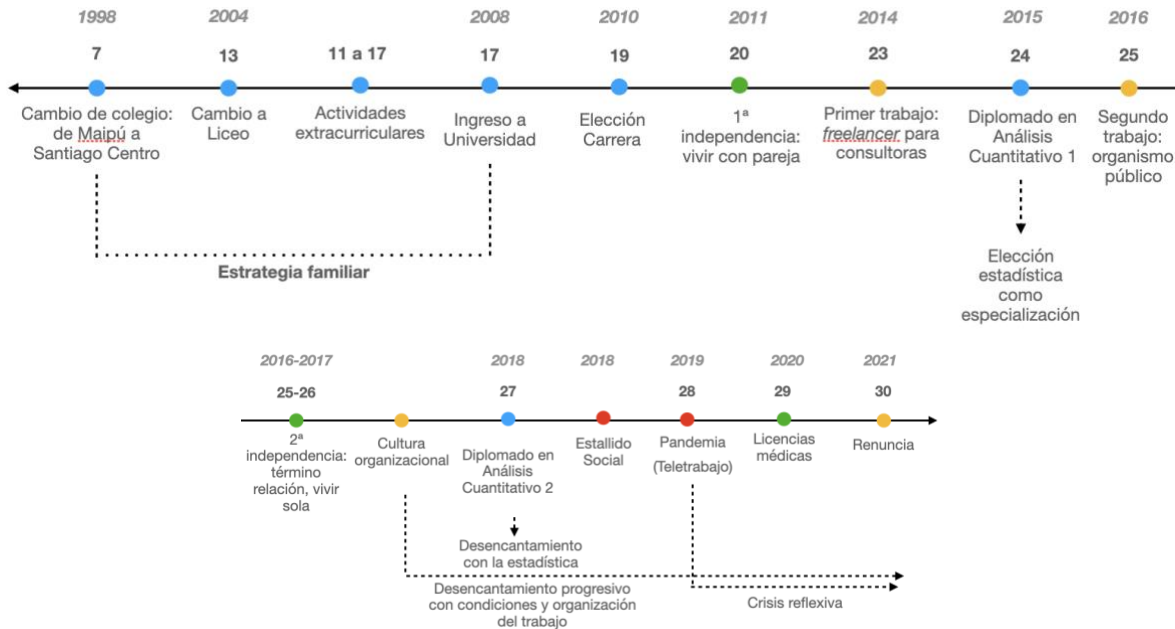 1998
2004
2008
2010
2011
2014
2015
2016
7
13
11 a 17
17
19
20
23
24
25
Cambio de colegio:
de Maipú a
Santiago Centro
Cambio a
Liceo
Actividades
extracurriculares
Ingreso a
Universidad
Elección
Carrera
1ª
independencia:
vivir con pareja
Primer trabajo:
freelancer para
consultoras
Diplomado en
Análisis
Cuantitativo 1
Segundo
trabajo:
organismo
público
Estrategia familiar
Elección
estadística
como
especialización
2016-2017
2018
2018
2019
2020
2021
25-26
27
28
29
30
2ª
independencia:
término
relación, vivir
sola
Cultura
organizacional
Diplomado en
Análisis
Cuantitativo 2
Estallido
Social
Pandemia
(Teletrabajo)
Licencias
médicas
Renuncia
Desencantamiento
con la estadística
Desencantamiento progresivo
con condiciones y organización
del trabajo
Crisis reflexiva